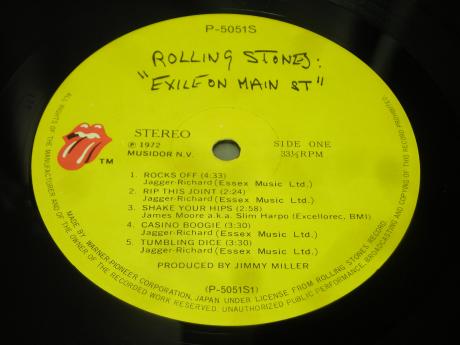 P-5051S
ROLLING STONES:
"EXILE ON MAIN ST"
STEREO
℗ 1972
MUSIDOR N.V.
SIDE ONE
33⅓RPM
TM
1. ROCKS OFF (4:33)
Jagger-Richard (Essex Music Ltd.)
2. RIP THIS JOINT (2:24)
Jagger-Richard (Essex Music Ltd.)
3. SHAKE YOUR HIPS (2:58)
James Moore a.k.a. Slim Harpo (Excellorec, BMI)
4. CASINO BOOGIE (3:30)
Jagger-Richard (Essex Music Ltd.)
5. TUMBLING DICE (3:30)
Jagger-Richard (Essex Music Ltd.)
PRODUCED BY JIMMY MILLER
(P-5051S1)
MADE BY WARNER-PIONEER CORPORATION, JAPAN UNDER LICENSE FROM ROLLING STONES RECORD.
ALL RIGHTS OF THE MANUFACTURER AND OF THE OWNER OF THE RECORDED WORK RESERVED. UNAUTHORIZED PUBLIC PERFORMANCE, BROADCASTING AND COPYING OF THIS RECORD PROHIBITED.